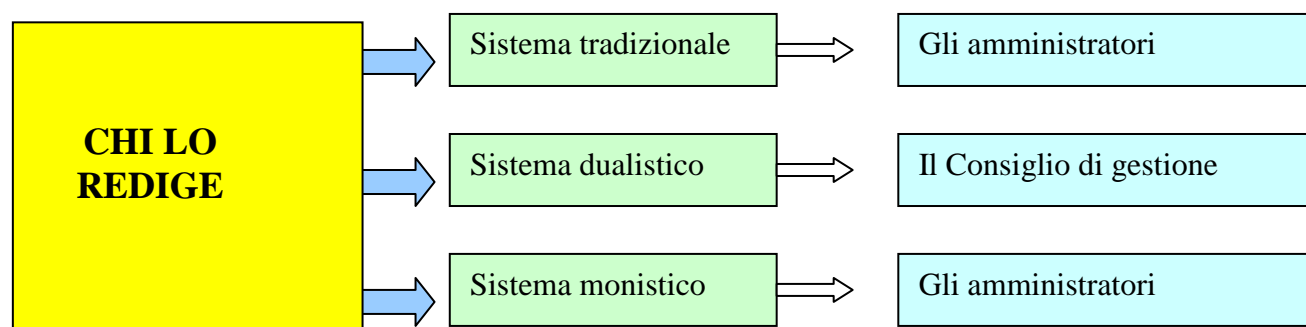 CHI LO
REDIGE
Sistema tradizionale
Gli amministratori
Sistema dualistico
Il Consiglio di gestione
Sistema monistico
Gli amministratori